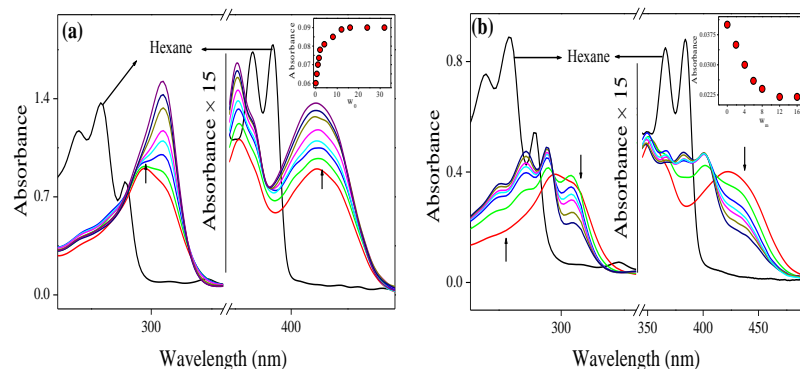 (a)
Hexane
Absorbance
Absorbance × 15
1.4
0.7
0.0
300
400
Wavelength (nm)
Absorbance
0.09
0.08
0.07
0.06
0
10
20
30
W0
(b)
Hexane
Absorbance
Absorbance × 15
0.8
0.4
0.0
300
350
400
450
Wavelength (nm)
Absorbance
0.0375
0.0300
0.0225
0
4
8
12
16
Wm